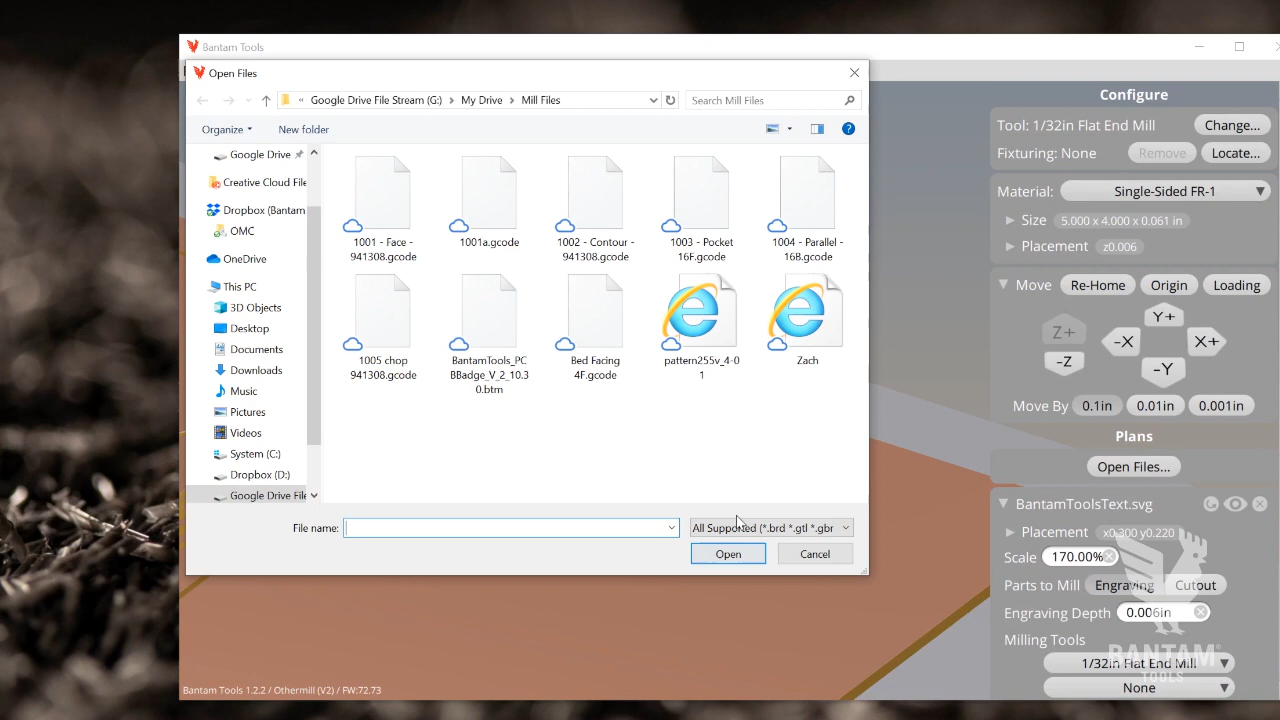 Bantam Tools
Open Files
« Google Drive File Stream (G:) > My Drive > Mill Files
Search Mill Files
Organize
New folder
Google Drive
Creative Cloud File
Dropbox (Bantam
OMC
OneDrive
This PC
3D Objects
Desktop
Documents
Downloads
Music
Pictures
Videos
System (C:)
Dropbox (D:)
Google Drive File
1001 - Face -
941308.gcode
1001a.gcode
1002 - Contour -
941308.gcode
1003 - Pocket
16F.gcode
1004 - Parallel -
16B.gcode
1005 chop
941308.gcode
BantamTools_PC
BBadge_V_2_10.3
0.btm
Bed Facing
4F.gcode
pattern255v_4-0
1
Zach
File name:
All Supported (*.brd *.gtl *.gbr
Open
Cancel
Configure
Tool: 1/32in Flat End Mill
Change...
Fixturing: None
Remove
Locate...
Material:
Single-Sided FR-1
Size
5.000 x 4.000 x 0.061 in
Placement
z0.006
Move
Re-Home
Origin
Loading
Z+
-Z
Y+
-X
X+
-Y
Move By
0.1in
0.01in
0.001in
Plans
Open Files...
BantamToolsText.svg
Placement
x0.300 y0.220
Scale
170.00%
Parts to Mill
Engraving
Cutout
Engraving Depth
0.006in
Milling Tools
1/32in Flat End Mill
None
BANTAM
TOOLS
Bantam Tools 1.2.2 / Othermill (V2) / FW:72.73